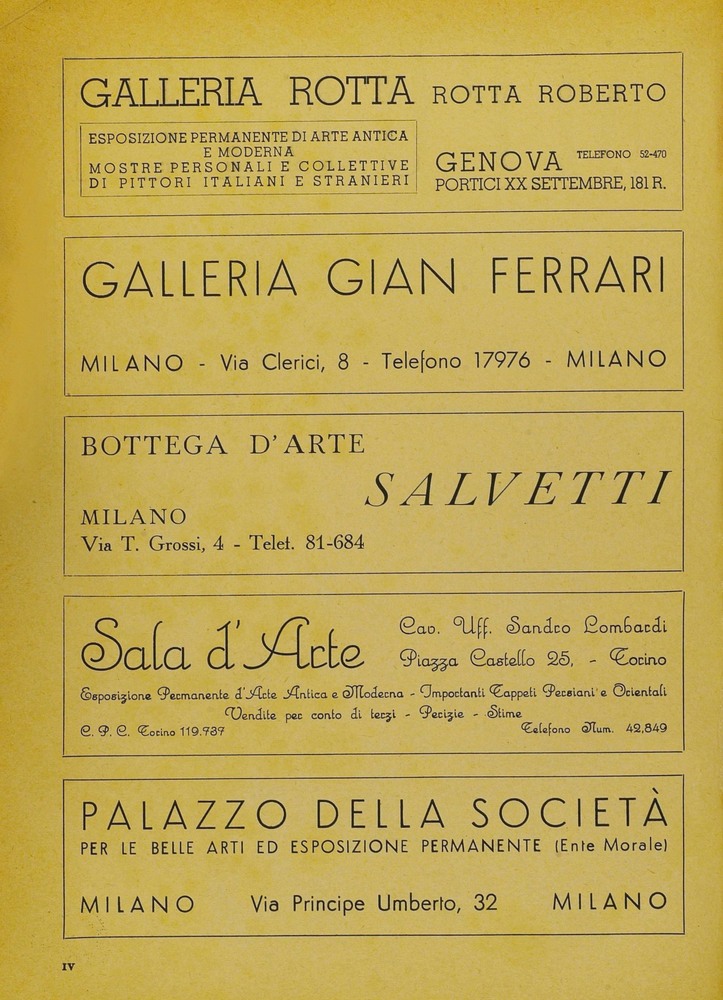 GALLERIA ROTTA ROTTA ROBERTO
ESPOSIZIONE PERMANENTE DI ARTE ANTICA
E MODERNA
MOSTRE PERSONALI E COLLETTIVE
DI PITTORI ITALIANI E STRANIERI
GENOVA TELEFONO 52-470
PORTICI XX SETTEMBRE, 181 R.
GALLERIA GIAN FERRARI
MILANO - Via Clerici, 8 - Telefono 17976 - MILANO
BOTTEGA D'ARTE
SALVETTI
MILANO
Via T. Grossi, 4 - Telet. 81-684
Sala d'Arte
Cav. Uff. Sandro Lombardi
Piazza Castello 25, - Torino
Esposizione Permanente d'Arte Antica e Moderna - Importanti Tappeti Persiani e Orientali
Vendite per conto di terzi - Perizie - Stime
C. P. C. Torino 119.737 Telefono Num. 42,849
PALAZZO DELLA SOCIETÀ
PER LE BELLE ARTI ED ESPOSIZIONE PERMANENTE (Ente Morale)
MILANO Via Principe Umberto, 32 MILANO
IV